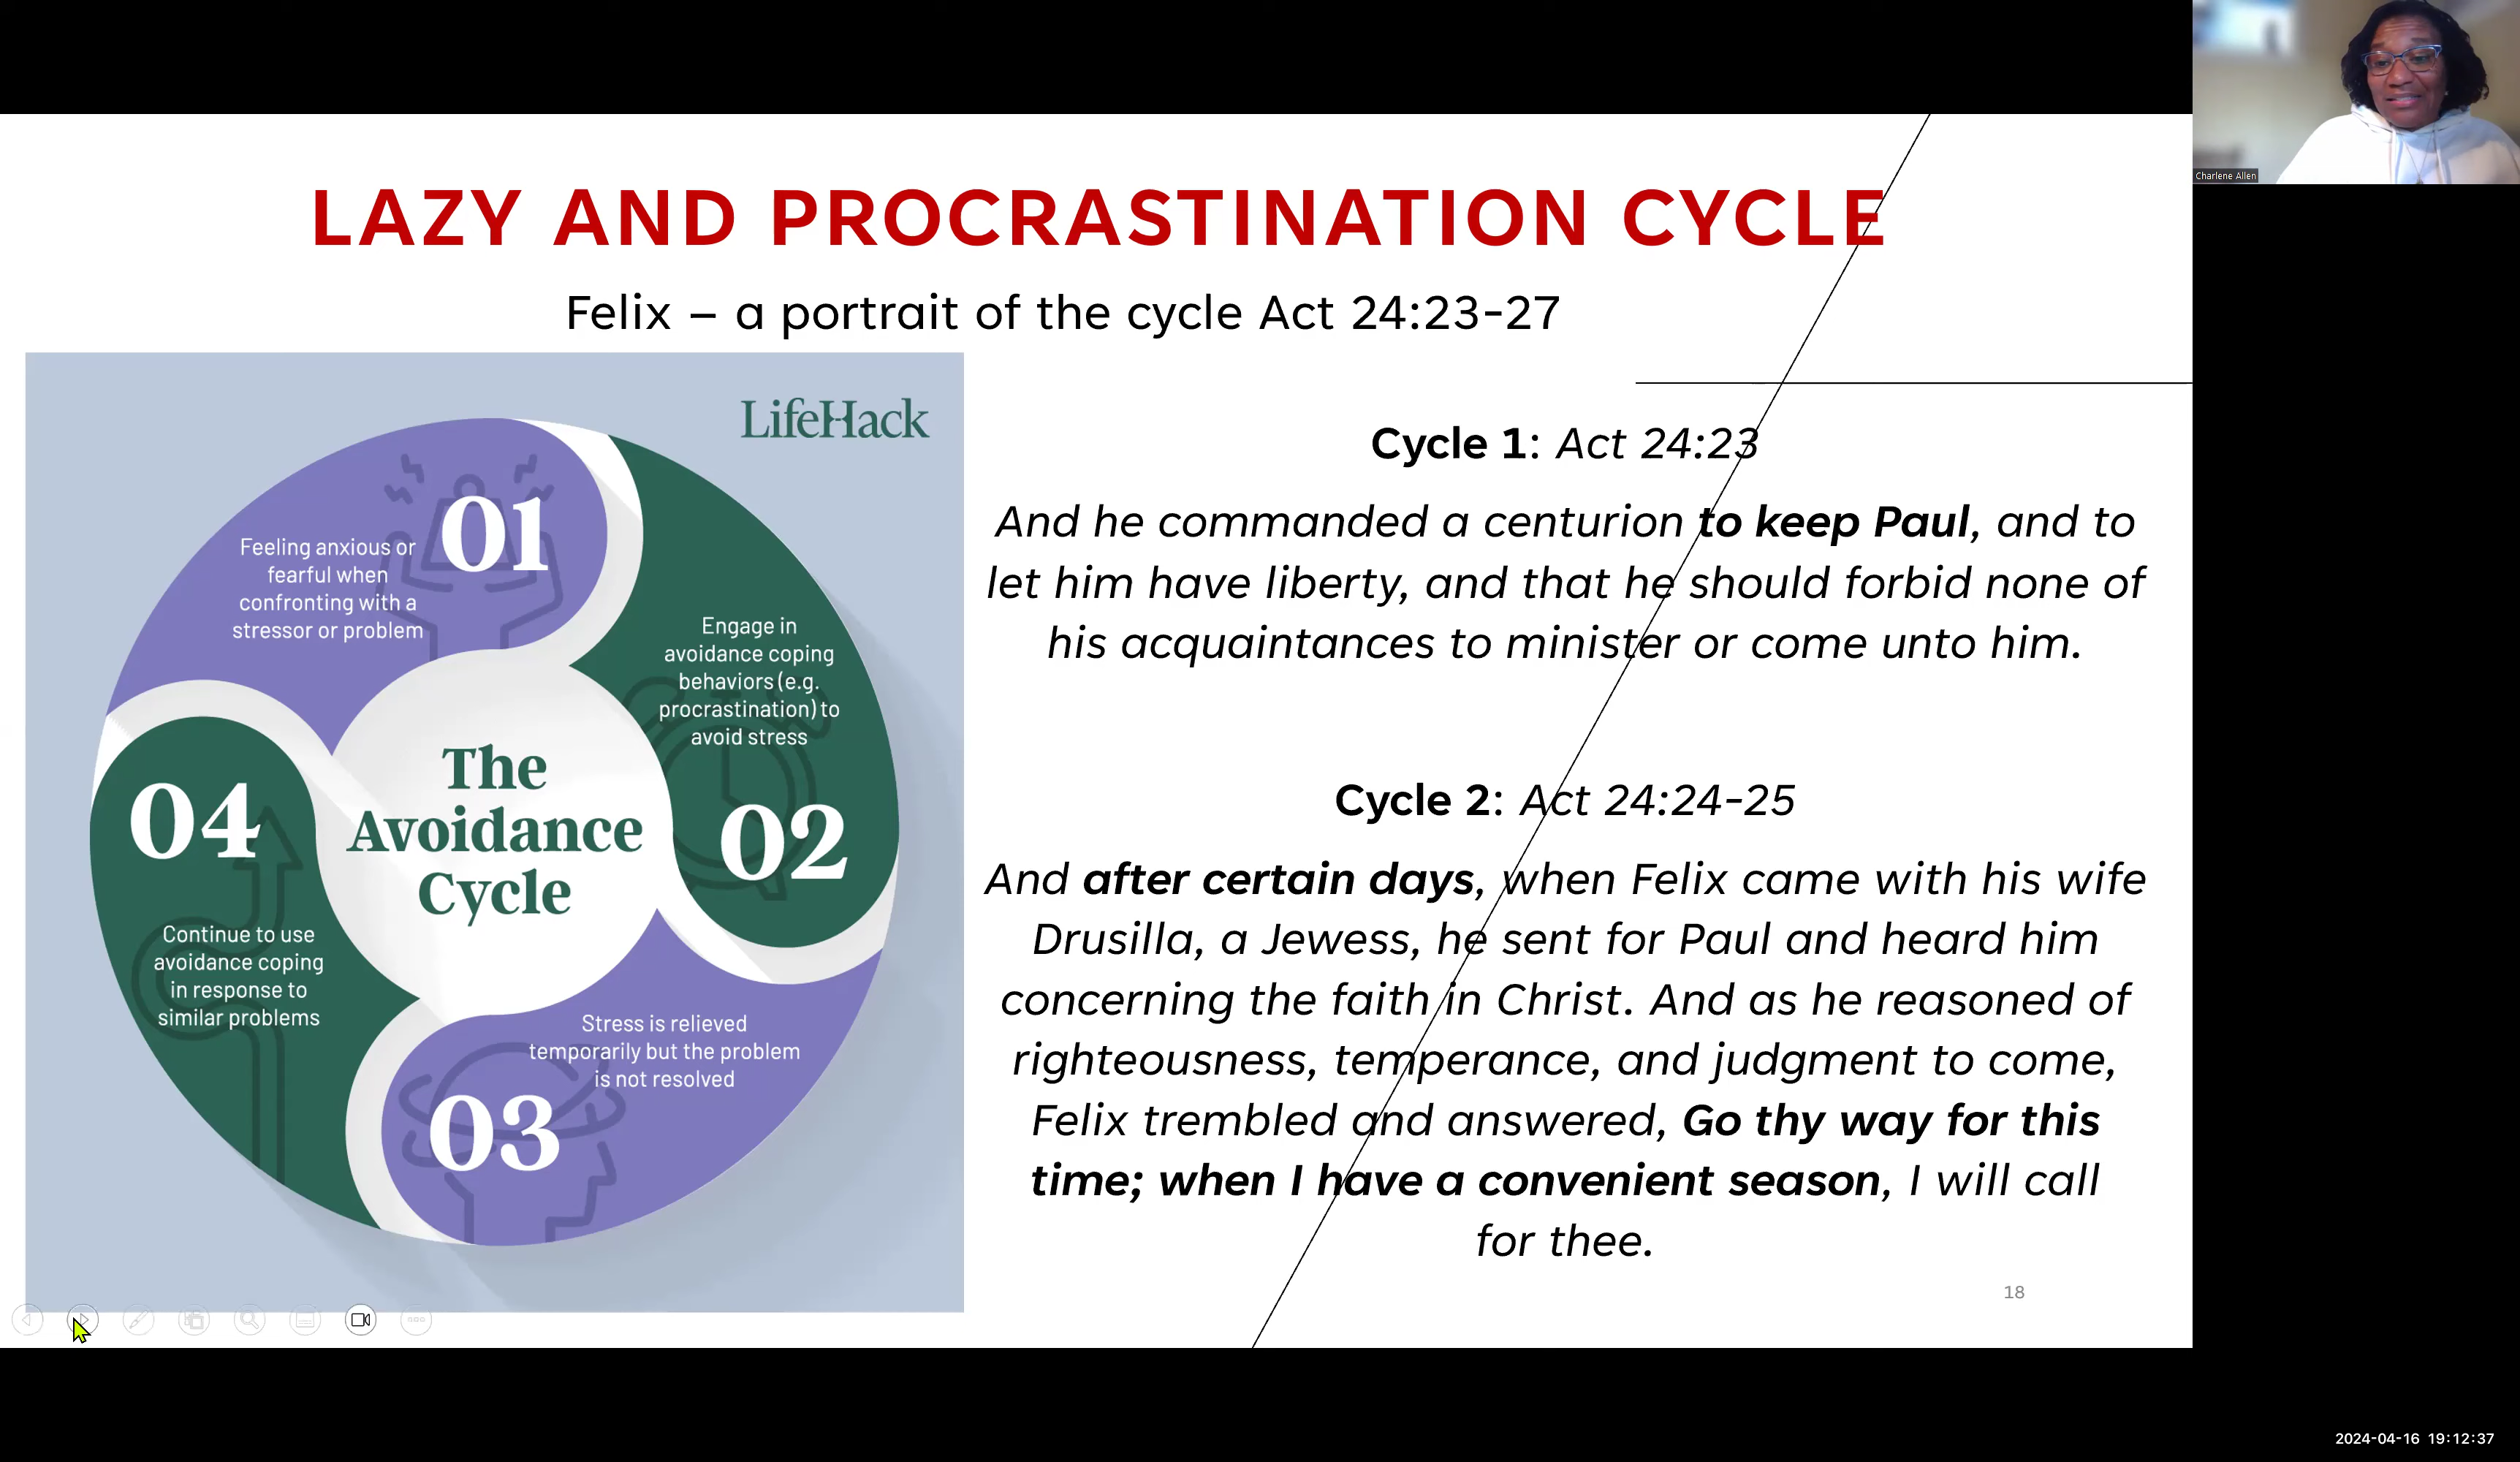 Charlene Allen
LAZY AND PROCRASTINATION CYCLE
Felix – a portrait of the cycle Act 24:23-27
LifeHack
01
Feeling anxious or
fearful when
confronting with a
stressor or problem
Engage in
avoidance coping
behaviors (e.g.
procrastination) to
avoid stress
02
The
Avoidance
Cycle
04
Continue to use
avoidance coping
in response to
similar problems
Stress is relieved
temporarily but the problem
is not resolved
03
Cycle 1: Act 24:23
And he commanded a centurion to keep Paul, and to
let him have liberty, and that he should forbid none of
his acquaintances to minister or come unto him.
Cycle 2: Act 24:24-25
And after certain days, when Felix came with his wife
Drusilla, a Jewess, he sent for Paul and heard him
concerning the faith in Christ. And as he reasoned of
righteousness, temperance, and judgment to come,
Felix trembled and answered, Go thy way for this
time; when I have a convenient season, I will call
for thee.
18
2024-04-16 19:12:37